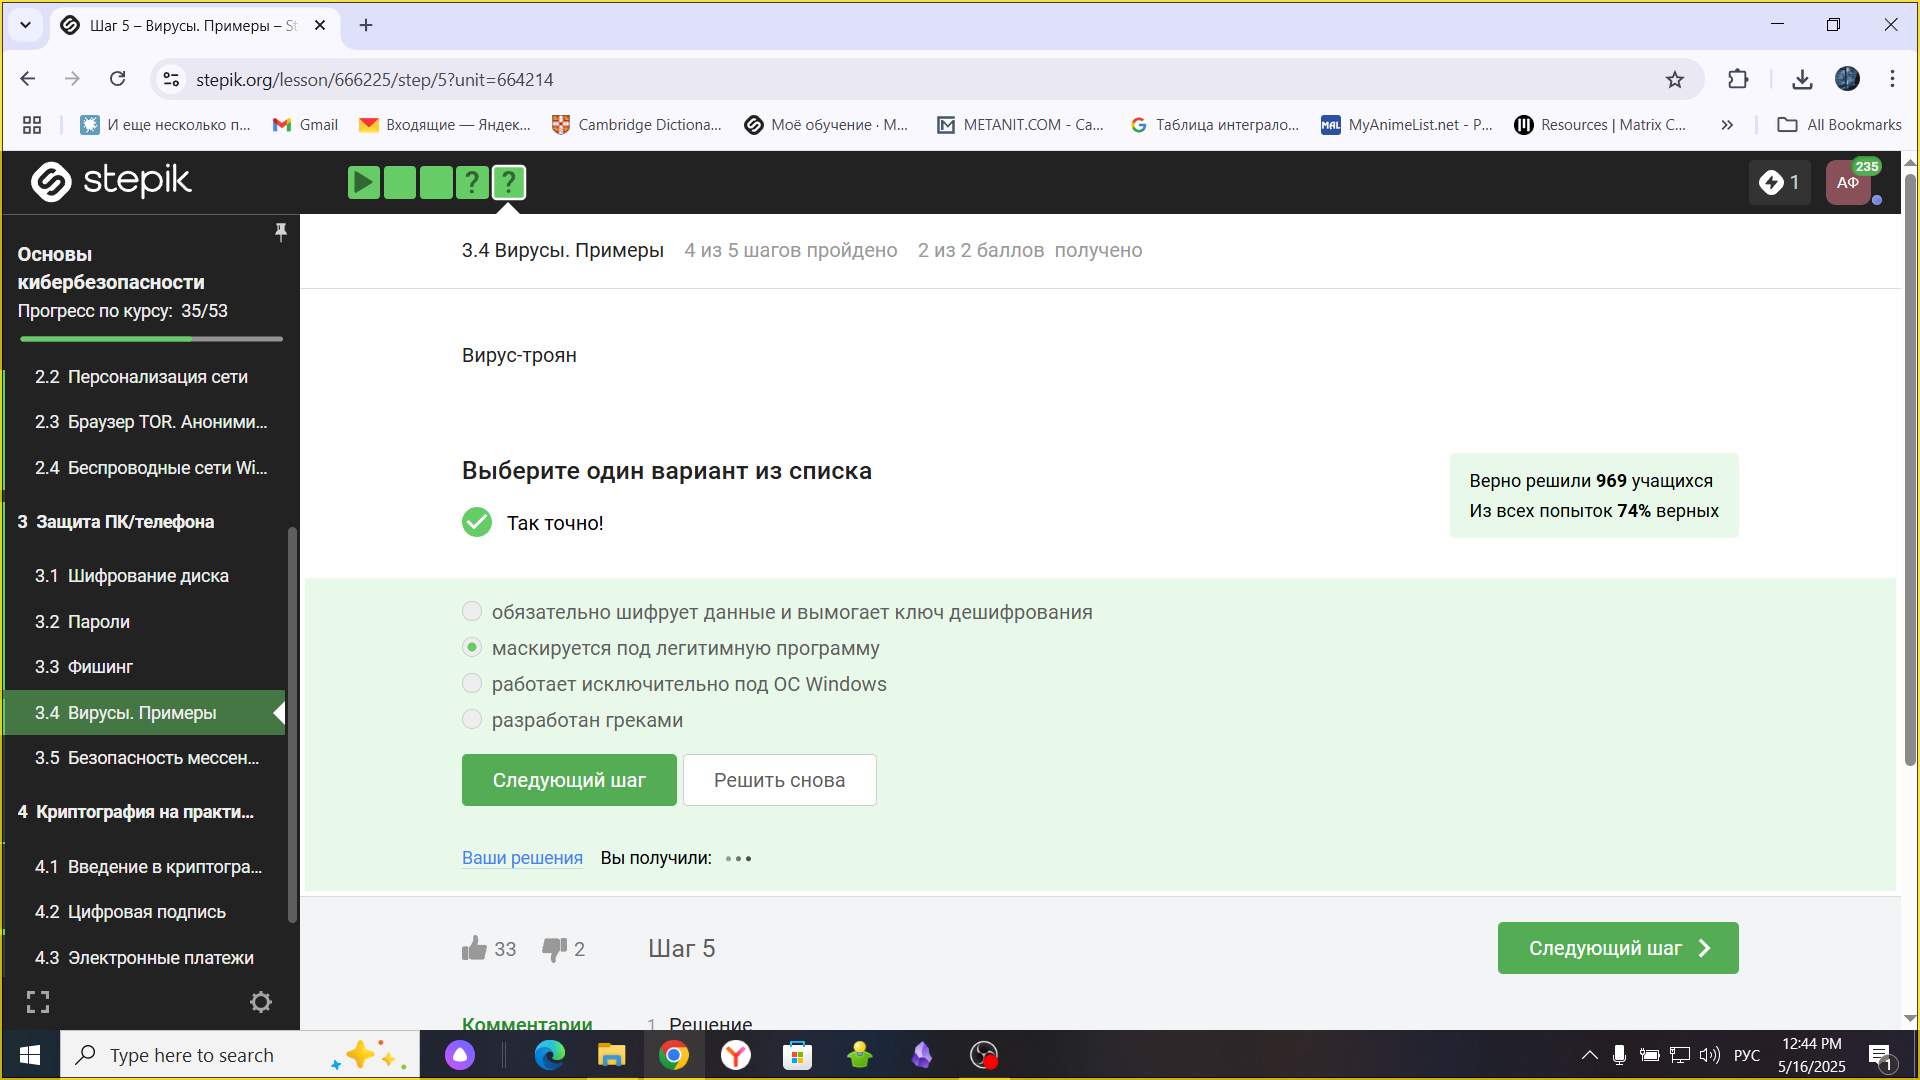 Шаг 5 – Вирусы. Примеры – St
stepik.org/lesson/666225/step/5?unit=664214
И еще несколько п...
Gmail
Входящие — Яндек...
Cambridge Dictiona...
Моё обучение · М...
METANIT.COM - Са...
Таблица интеграло...
MAL
MyAnimeList.net - P...
Resources | Matrix C...
All Bookmarks
stepik
?
?
1
АФ
235
Основы кибербезопасности
Прогресс по курсу: 35/53
2.2 Персонализация сети
2.3 Браузер TOR. Аноними...
2.4 Беспроводные сети Wi...
3 Защита ПК/телефона
3.1 Шифрование диска
3.2 Пароли
3.3 Фишинг
3.4 Вирусы. Примеры
3.5 Безопасность мессен...
4 Криптография на практи...
4.1 Введение в криптогра...
4.2 Цифровая подпись
4.3 Электронные платежи
3.4 Вирусы. Примеры 4 из 5 шагов пройдено 2 из 2 баллов получено
Вирус-троян
Выберите один вариант из списка
Так точно!
Верно решили 969 учащихся
Из всех попыток 74% верных
обязательно шифрует данные и вымогает ключ дешифрования
маскируется под легитимную программу
работает исключительно под ОС Windows
разработан греками
Следующий шаг
Решить снова
Ваши решения Вы получили:
33
2
Шаг 5
Следующий шаг
Комментарии
1 Решение
Type here to search
РУС
12:44 PM
5/16/2025
1